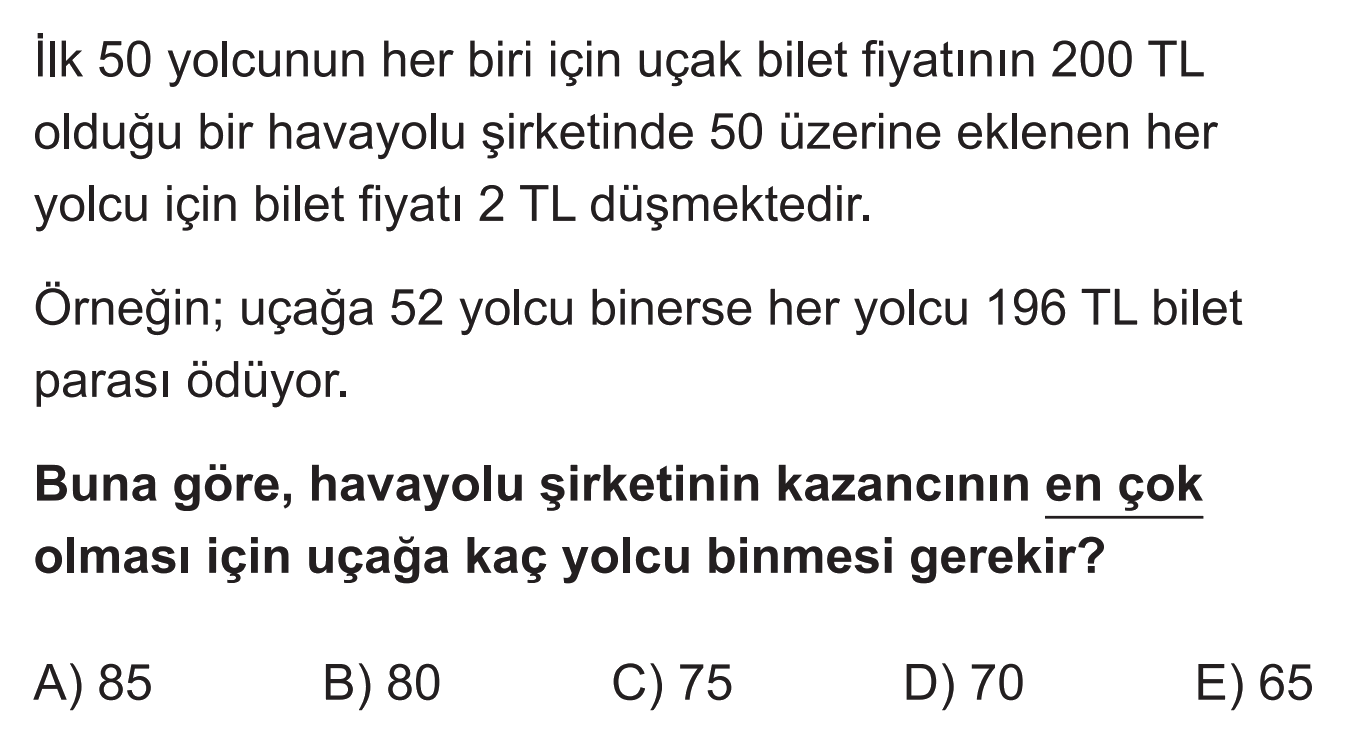 İlk 50 yolcunun her biri için uçak bilet fiyatının 200 TL
olduğu bir havayolu şirketinde 50 üzerine eklenen her
yolcu için bilet fiyatı 2 TL düşmektedir.
Örneğin; uçağa 52 yolcu binerse her yolcu 196 TL bilet
parası ödüyor.
Buna göre, havayolu şirketinin kazancının en çok
olması için uçağa kaç yolcu binmesi gerekir?
A) 85 B) 80 C) 75 D) 70 E) 65